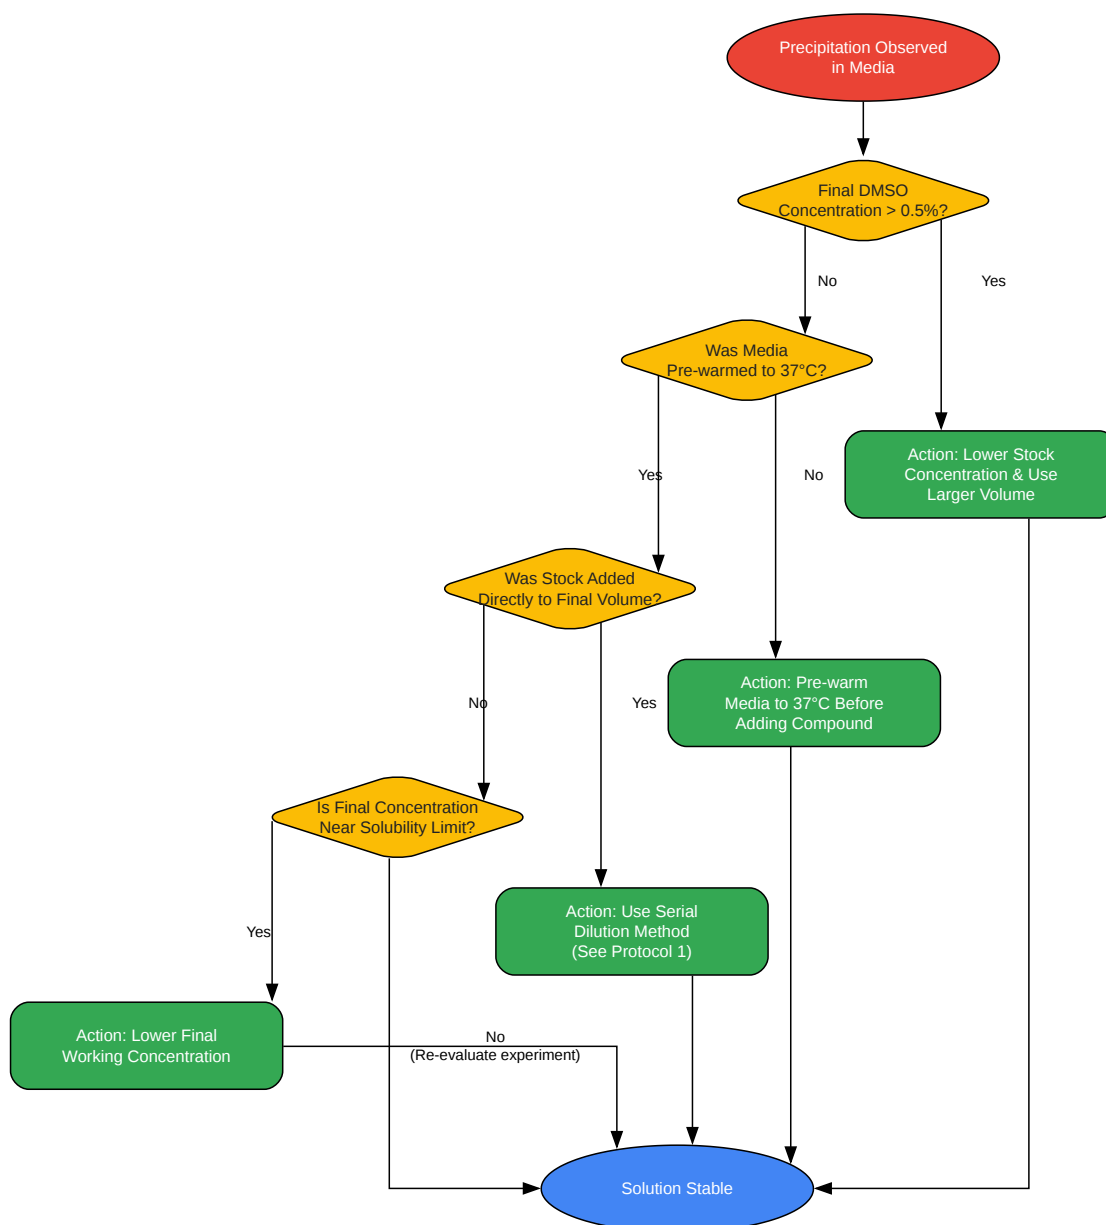 Precipitation Observed
in Media
Final DMSO
Concentration > 0.5%?
No
Yes
Was Media
Pre-warmed to 37°C?
Yes
No
Action: Lower Stock
Concentration & Use
Larger Volume
Was Stock Added
Directly to Final Volume?
No
Yes
Action: Pre-warm
Media to 37°C Before
Adding Compound
Is Final Concentration
Near Solubility Limit?
Yes
Action: Use Serial
Dilution Method
(See Protocol 1)
Action: Lower Final
Working Concentration
No
(Re-evaluate experiment)
Solution Stable